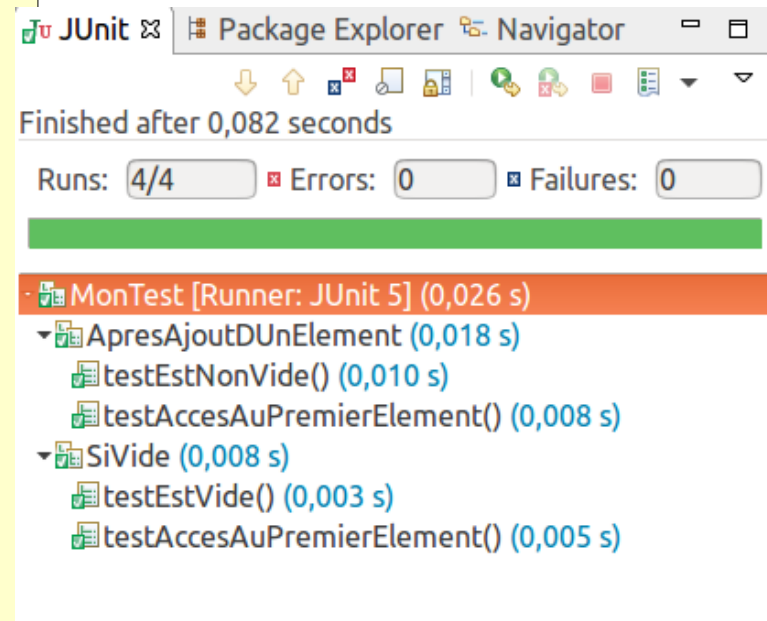 JUnit Package Explorer Navigator
Finished after 0,082 seconds
Runs: 4/4 Errors: 0 Failures: 0
MonTest [Runner: JUnit 5] (0,026 s)
ApresAjoutDUnElement (0,018 s)
testEstNonVide() (0,010 s)
testAccesAuPremierElement() (0,008 s)
SiVide (0,008 s)
testEstVide() (0,003 s)
testAccesAuPremierElement() (0,005 s)